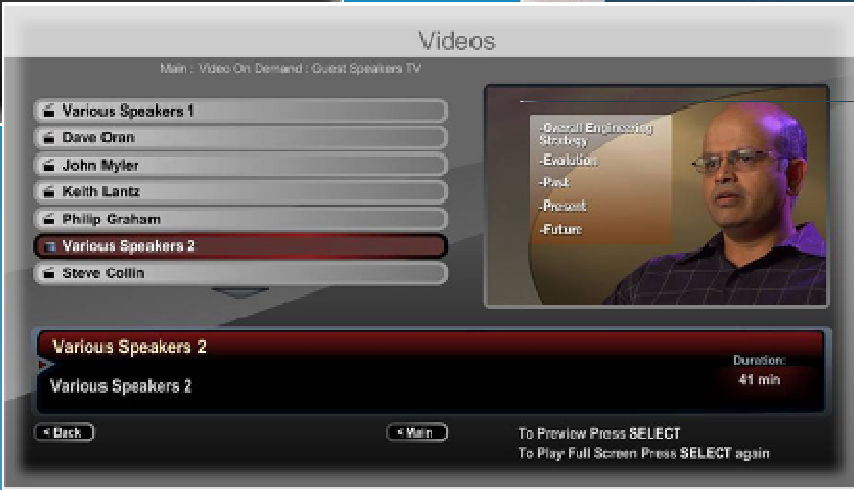 Videos
Main : Video On Demand : Guest Speakers TV
Various Speakers 1
Dave Oran
John Myler
Keith Lantz
Philip Graham
Various Speakers 2
Steve Collin
-Overall Engineering
Strategy
-Evolution
-Past
-Present
-Future
Various Speakers 2
Duration:
Various Speakers 2
41 min
< Back
< Main
To Preview Press SELECT
To Play Full Screen Press SELECT again